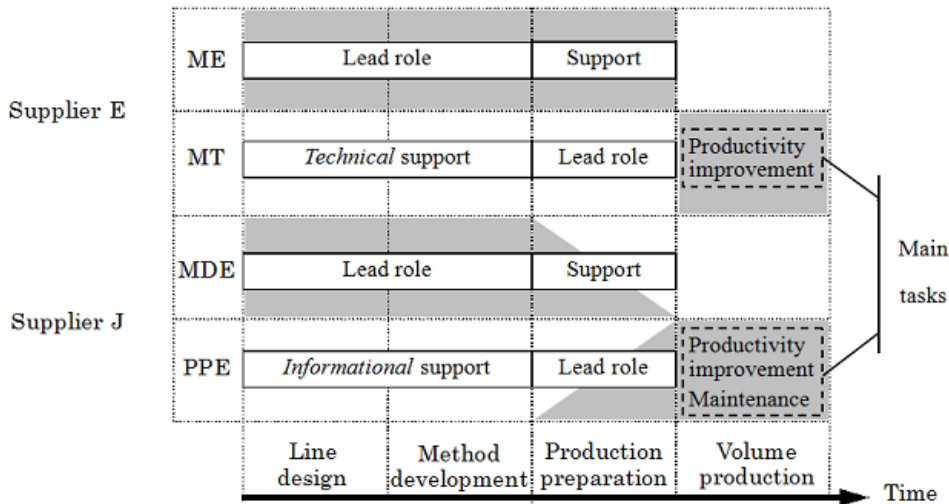 ME
Lead role
Support
Supplier E
MT
Technical support
Lead role
Productivity
improvement
Main
tasks
MDE
Lead role
Support
Supplier J
PPE
Informational support
Lead role
Productivity
improvement
Maintenance
Line
design
Method
development
Production
preparation
Volume
production
Time